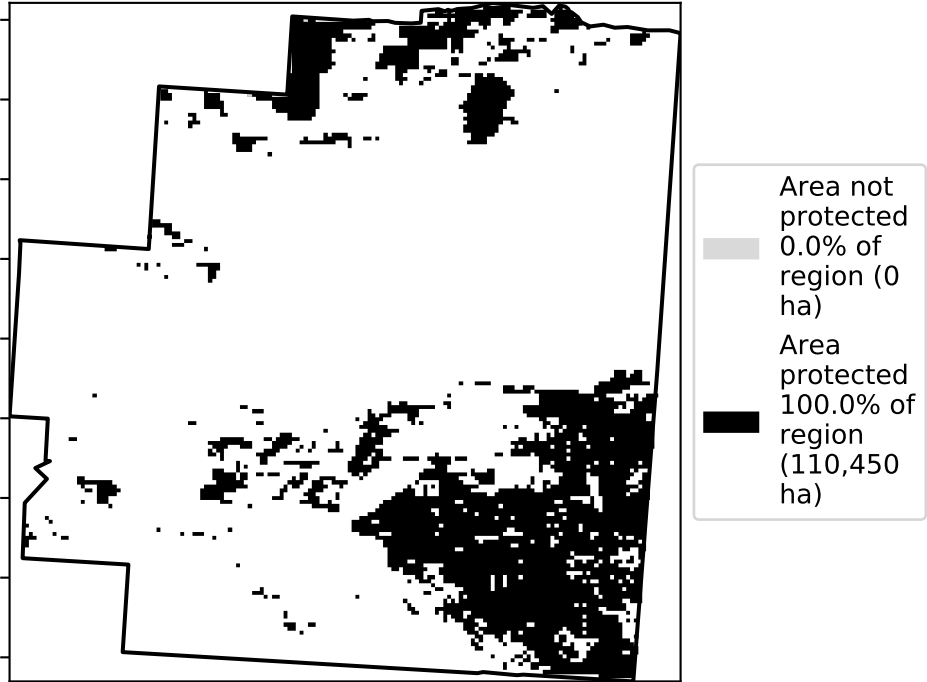 Area not
protected
0.0% of
region (0
ha)
Area
protected
100.0% of
region
(110,450
ha)